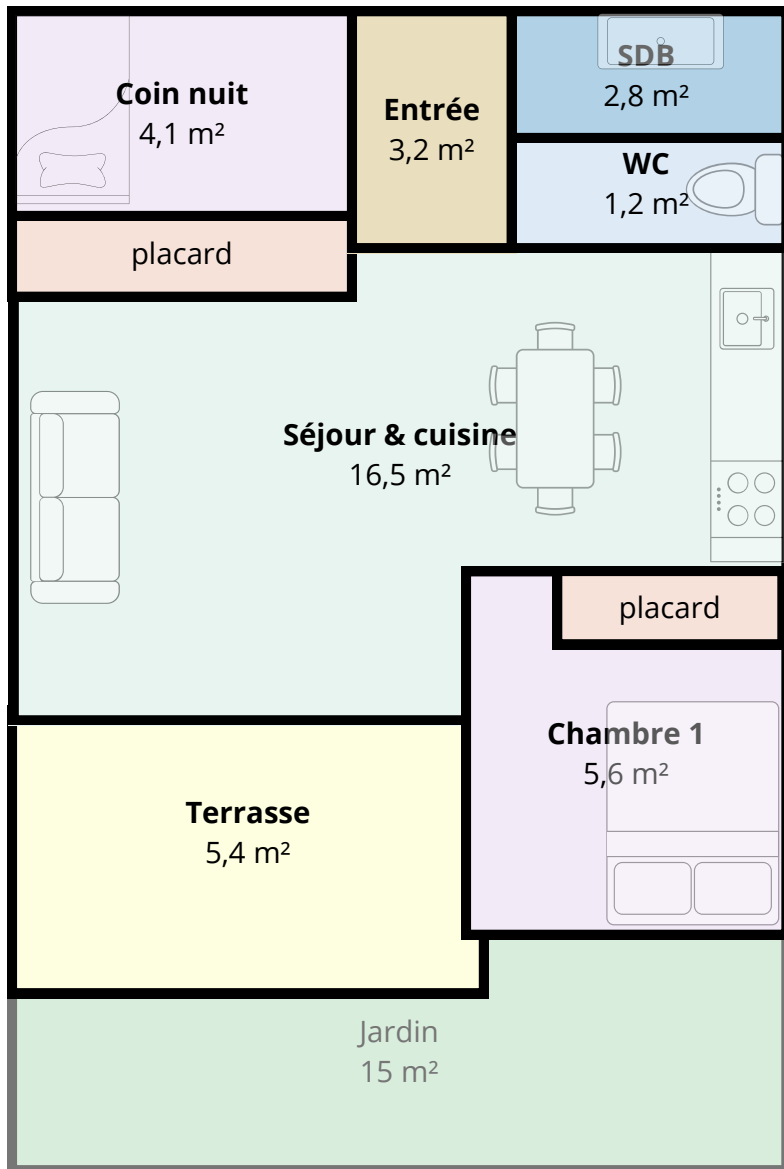 Coin nuit
4,1 m²
Entrée
3,2 m²
SDB
2,8 m²
WC
1,2 m²
placard
Séjour & cuisine
16,5 m²
placard
Chambre 1
5,6 m²
Terrasse
5,4 m²
Jardin
15 m²